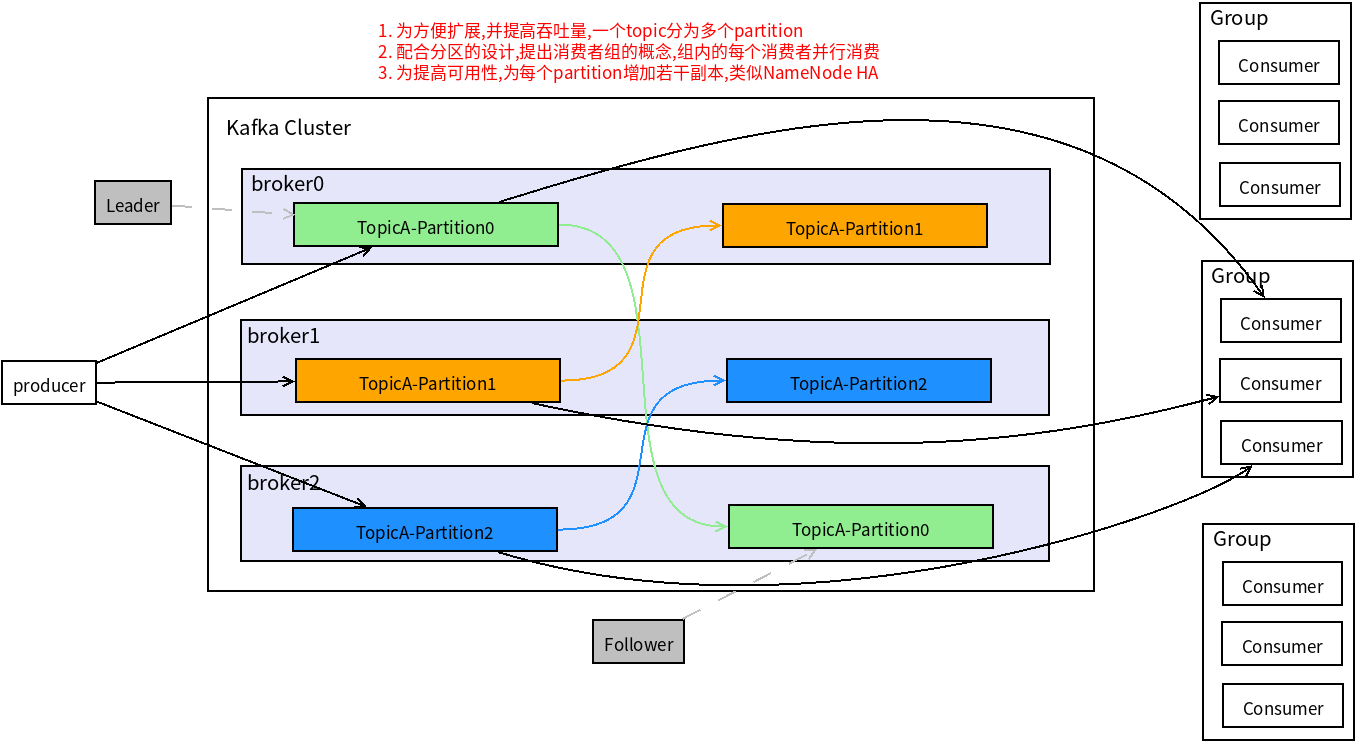 1. 为方便扩展,并提高吞吐量,一个topic分为多个partition
2. 配合分区的设计,提出消费者组的概念,组内的每个消费者并行消费
3. 为提高可用性,为每个partition增加若干副本,类似NameNode HA
Kafka Cluster
broker0
Leader
TopicA-Partition0
TopicA-Partition1
broker1
producer
TopicA-Partition1
TopicA-Partition2
broker2
TopicA-Partition2
TopicA-Partition0
Follower
Group
Consumer
Consumer
Consumer
Group
Consumer
Consumer
Consumer
Group
Consumer
Consumer
Consumer